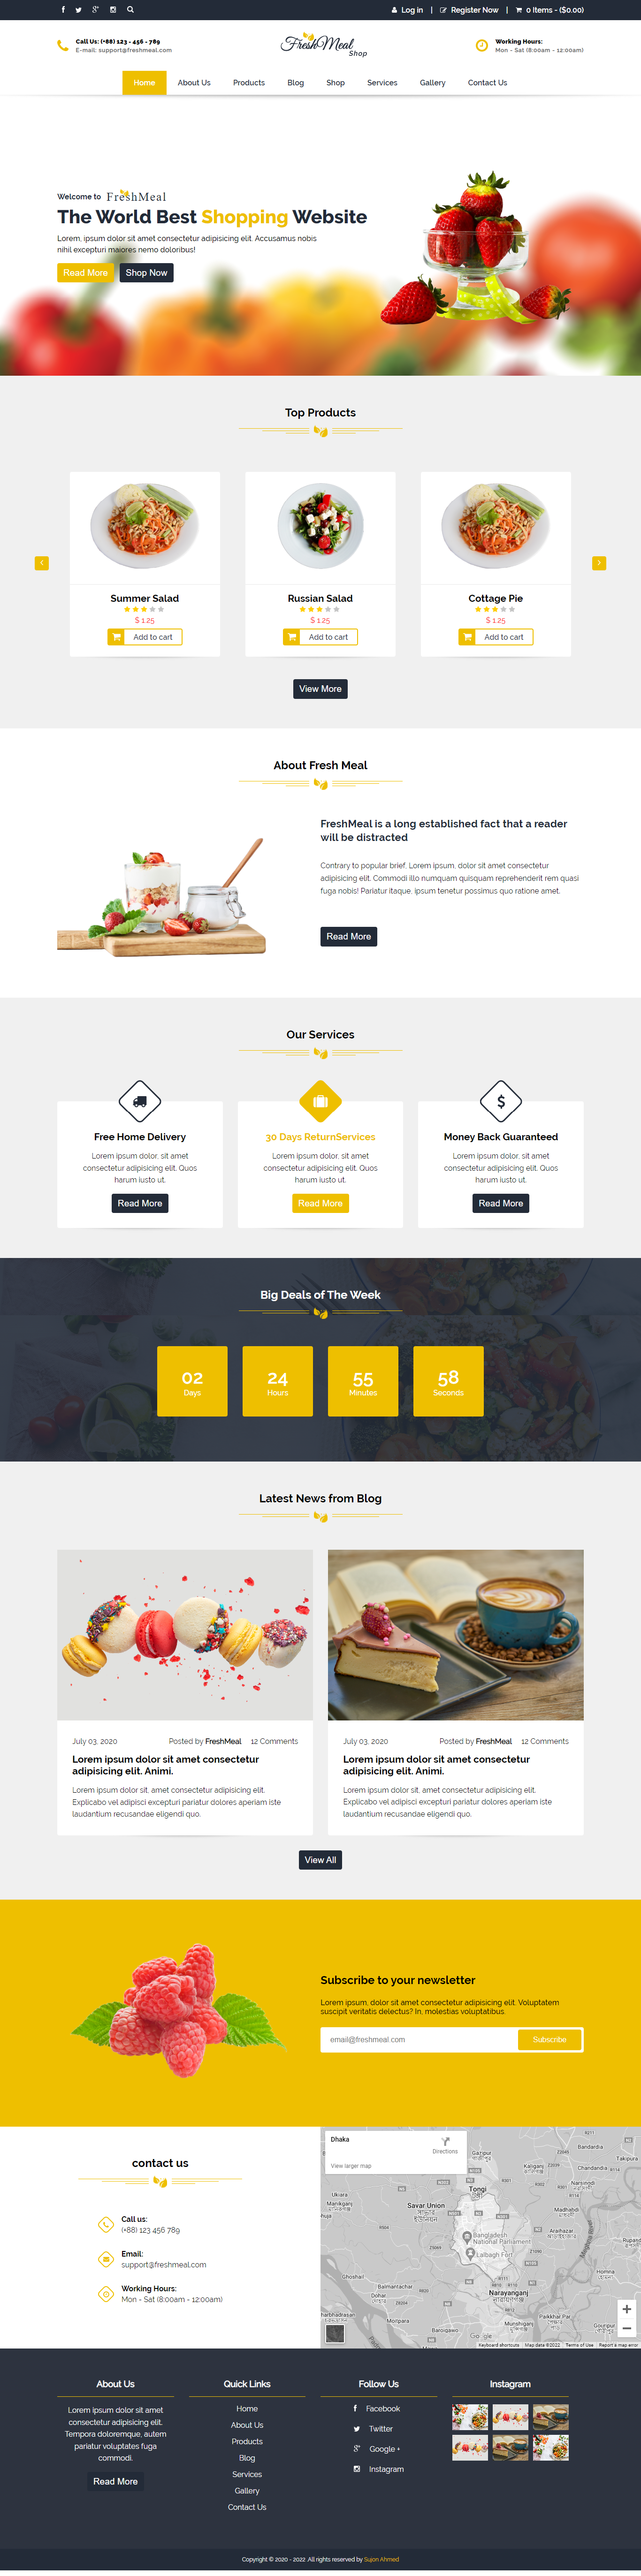 Log in | Register Now | 0 Items - ($0.00)
Call Us: (+88) 123 - 456 - 789
E-mail: support@freshmeal.com
FreshMeal
Shop
Working Hours:
Mon - Sat (8:00am - 12:00am)
Home About Us Products Blog Shop Services Gallery Contact Us
Welcome to FreshMeal
The World Best Shopping Website
Lorem, ipsum dolor sit amet consectetur adipisicing elit. Accusamus nobis
nihil excepturi maiores nemo doloribus!
Read More Shop Now
Top Products
Summer Salad
$ 1.25
Add to cart
Russian Salad
$ 1.25
Add to cart
Cottage Pie
$ 1.25
Add to cart
View More
About Fresh Meal
FreshMeal is a long established fact that a reader
will be distracted
Contrary to popular brief, Lorem ipsum, dolor sit amet consectetur
adipisicing elit. Commodi illo numquam quisquam reprehenderit rem quasi
fuga nobis! Pariatur itaque, ipsum tenetur possimus quo ratione amet.
Read More
Our Services
Free Home Delivery
Lorem ipsum dolor, sit amet
consectetur adipisicing elit. Quos
harum iusto ut.
Read More
30 Days ReturnServices
Lorem ipsum dolor, sit amet
consectetur adipisicing elit. Quos
harum iusto ut.
Read More
Money Back Guaranteed
Lorem ipsum dolor, sit amet
consectetur adipisicing elit. Quos
harum iusto ut.
Read More
Big Deals of The Week
02
Days
24
Hours
55
Minutes
58
Seconds
Latest News from Blog
July 03, 2020 Posted by FreshMeal 12 Comments
Lorem ipsum dolor sit amet consectetur
adipisicing elit. Animi.
Lorem ipsum dolor sit, amet consectetur adipisicing elit.
Explicabo vel adipisci excepturi pariatur dolores aperiam iste
laudantium recusandae eligendi quo.
July 03, 2020 Posted by FreshMeal 12 Comments
Lorem ipsum dolor sit amet consectetur
adipisicing elit. Animi.
Lorem ipsum dolor sit, amet consectetur adipisicing elit.
Explicabo vel adipisci excepturi pariatur dolores aperiam iste
laudantium recusandae eligendi quo.
View All
Subscribe to your newsletter
Lorem ipsum, dolor sit amet consectetur adipisicing elit. Voluptatem
suscipit veritatis delectus? In, molestias voluptatibus.
email@freshmeal.com
Subscribe
contact us
Call us:
(+88) 123 456 789
Email:
support@freshmeal.com
Working Hours:
Mon - Sat (8:00am - 12:00am)
Dhaka
Directions
View larger map
Bandardia
Takipura
Gazipur
Kaliganj
Chandandia
Tongi
Ukiara
Manikganj
Savar Union
Madhabdi
Araihazar
Bangladesh
National Parliament
Lalbagh Fort
Homna
Ghoshail
Balmantarchar
Dohar
Narayanganj
Munshiganj
Baroigaon
Google
Keyboard shortcuts Map data ©2022 Terms of Use Report a map error
About Us
Lorem ipsum dolor sit amet
consectetur adipisicing elit.
Tempora doloremque, autem
pariatur voluptates fuga
commodi.
Read More
Quick Links
Home
About Us
Products
Blog
Services
Gallery
Contact Us
Follow Us
Facebook
Twitter
Google +
Instagram
Instagram
Copyright © 2020 - 2022 .All rights reserved by Sujon Ahmed